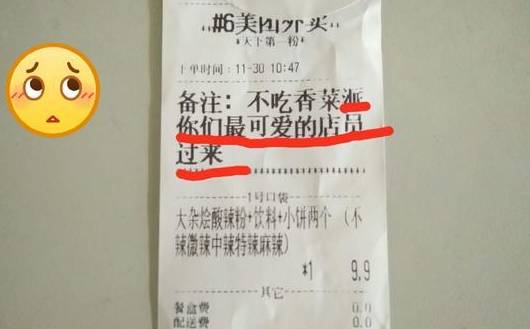 #6美团外卖
*天下第一粉*
下单时间: 11-30 10:47
备注: 不吃香菜派
你们最可爱的店员
过来
1号口袋
大杂烩酸辣粉+饮料+小饼两个 (不
辣微辣中辣特辣麻辣)
*1 9.9
其它
餐盒费 0.0
配送费 0.0